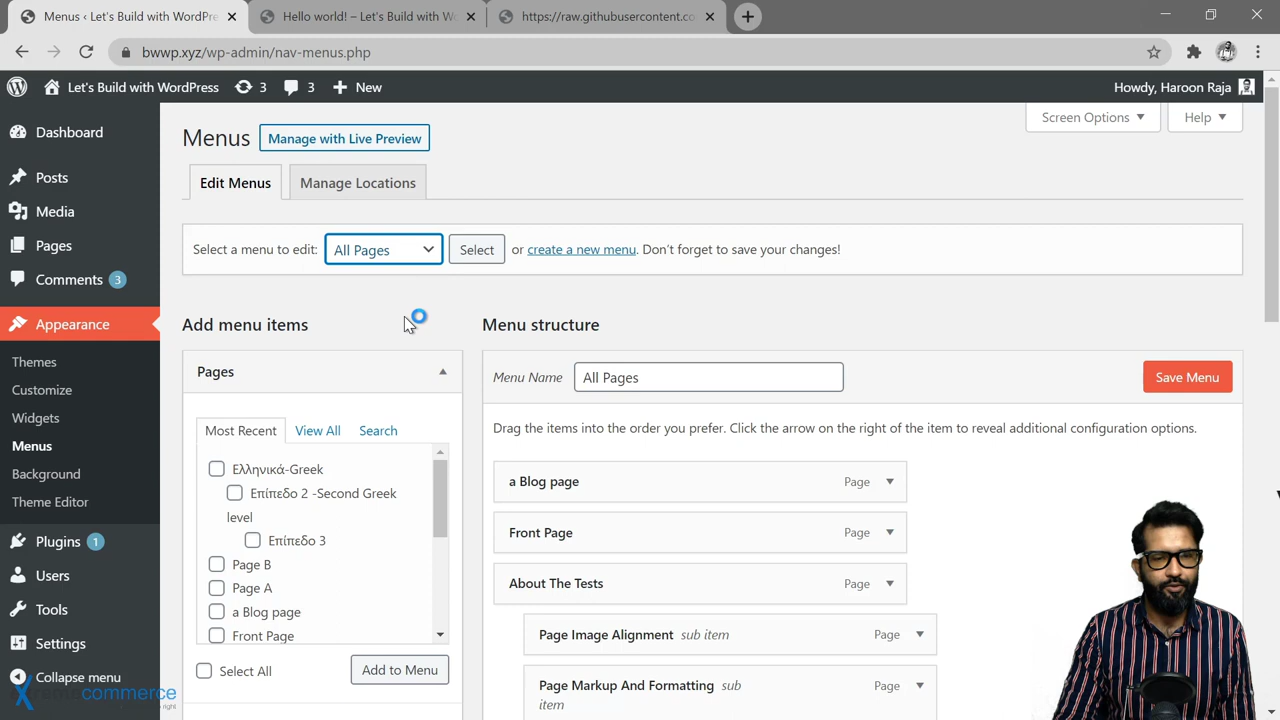 Menus ‹ Let's Build with WordPre
Hello world! – Let's Build with Wo
https://raw.githubusercontent.co
bwwp.xyz/wp-admin/nav-menus.php
Let's Build with WordPress
3
3
New
Howdy, Haroon Raja
Dashboard
Posts
Media
Pages
Comments 3
Appearance
Themes
Customize
Widgets
Menus
Background
Theme Editor
Plugins 1
Users
Tools
Settings
Collapse menu
Menus
Manage with Live Preview
Screen Options
Help
Edit Menus
Manage Locations
Select a menu to edit: All Pages Select or create a new menu. Don't forget to save your changes!
Add menu items
Pages
Most Recent View All Search
Ελληνικά-Greek
Επίπεδο 2 -Second Greek
level
Επίπεδο 3
Page B
Page A
a Blog page
Front Page
Select All
Add to Menu
Menu structure
Menu Name All Pages
Save Menu
Drag the items into the order you prefer. Click the arrow on the right of the item to reveal additional configuration options.
a Blog page Page
Front Page Page
About The Tests Page
Page Image Alignment sub item Page
Page Markup And Formatting sub Page
item